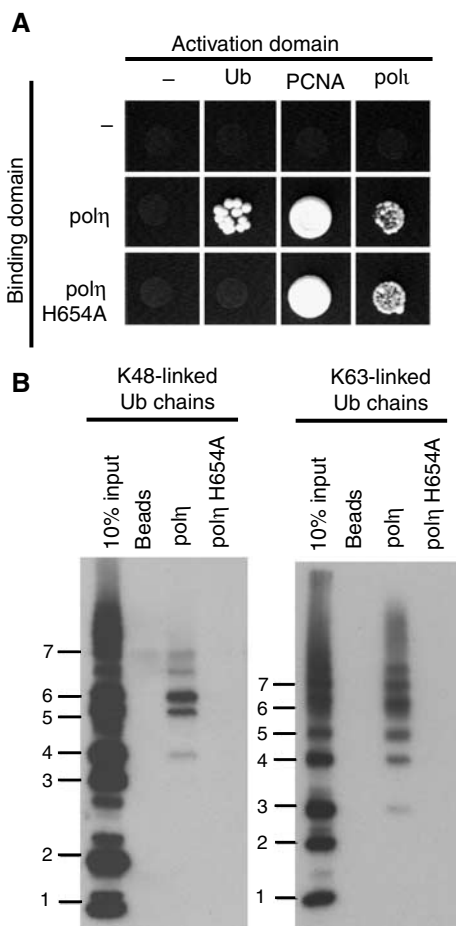 A
Activation domain
– Ub PCNA polι
Binding domain
–
polη
polη
H654A
B
K48-linked
Ub chains
K63-linked
Ub chains
10% input
Beads
polη
polη H654A
10% input
Beads
polη
polη H654A
7
6
5
4
3
2
1
7
6
5
4
3
2
1